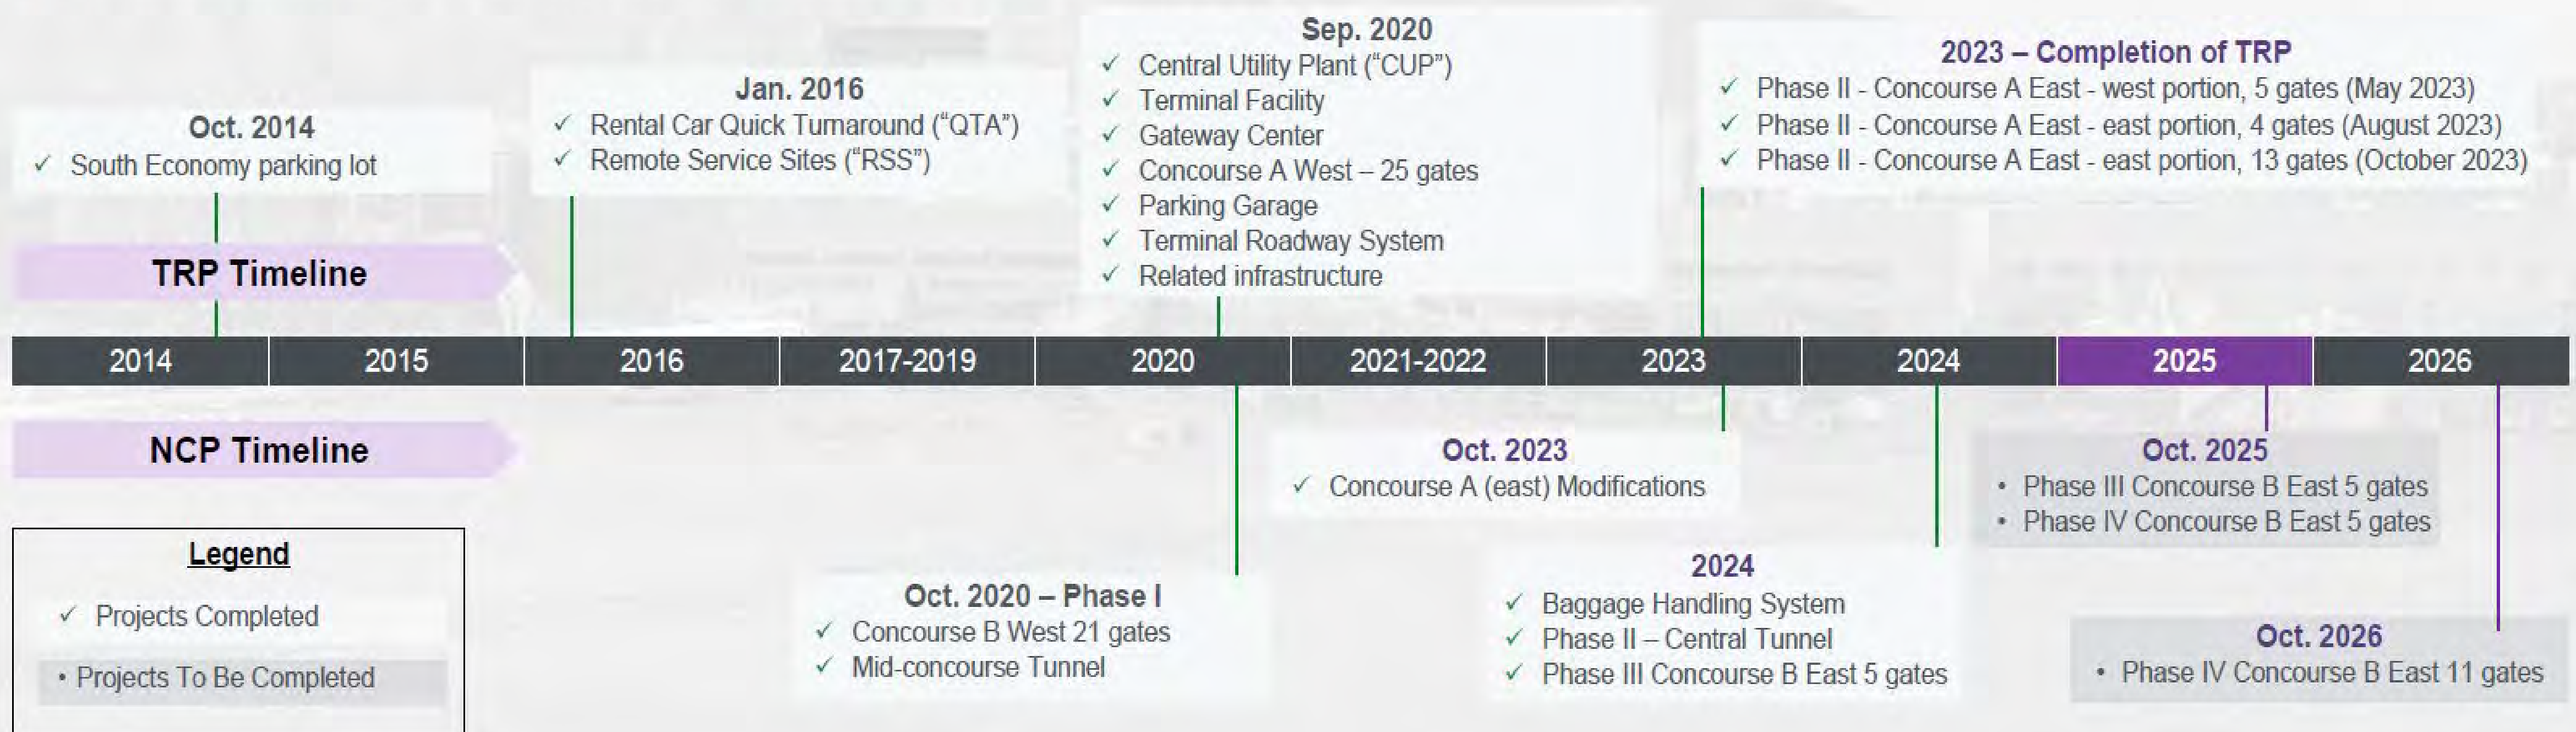 Oct. 2014
✓ South Economy parking lot
Jan. 2016
✓ Rental Car Quick Turnaround (“QTA”)
✓ Remote Service Sites (“RSS”)
Sep. 2020
✓ Central Utility Plant (“CUP”)
✓ Terminal Facility
✓ Gateway Center
✓ Concourse A West – 25 gates
✓ Parking Garage
✓ Terminal Roadway System
✓ Related infrastructure
2023 – Completion of TRP
✓ Phase II - Concourse A East - west portion, 5 gates (May 2023)
✓ Phase II - Concourse A East - east portion, 4 gates (August 2023)
✓ Phase II - Concourse A East - east portion, 13 gates (October 2023)
TRP Timeline
2014 2015 2016 2017-2019 2020 2021-2022 2023 2024 2025 2026
NCP Timeline
Oct. 2020 – Phase I
✓ Concourse B West 21 gates
✓ Mid-concourse Tunnel
Oct. 2023
✓ Concourse A (east) Modifications
2024
✓ Baggage Handling System
✓ Phase II – Central Tunnel
✓ Phase III Concourse B East 5 gates
Oct. 2025
• Phase III Concourse B East 5 gates
• Phase IV Concourse B East 5 gates
Oct. 2026
• Phase IV Concourse B East 11 gates
Legend
✓ Projects Completed
• Projects To Be Completed